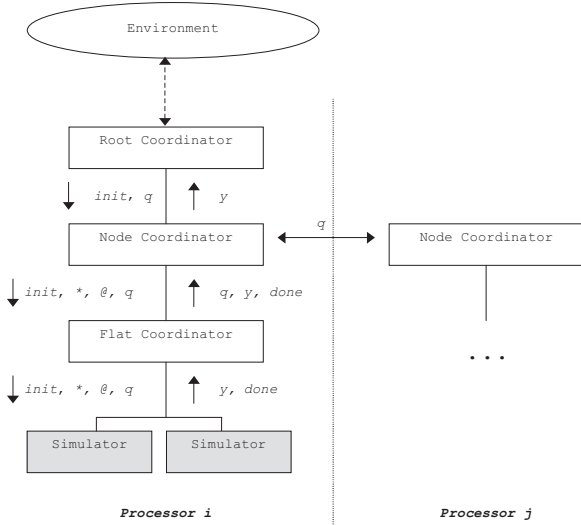 Environment
Root Coordinator
init, q
y
q
Node Coordinator
Node Coordinator
init, *, @, q
q, y, done
Flat Coordinator
...
init, *, @, q
y, done
Simulator
Simulator
Processor i
Processor j